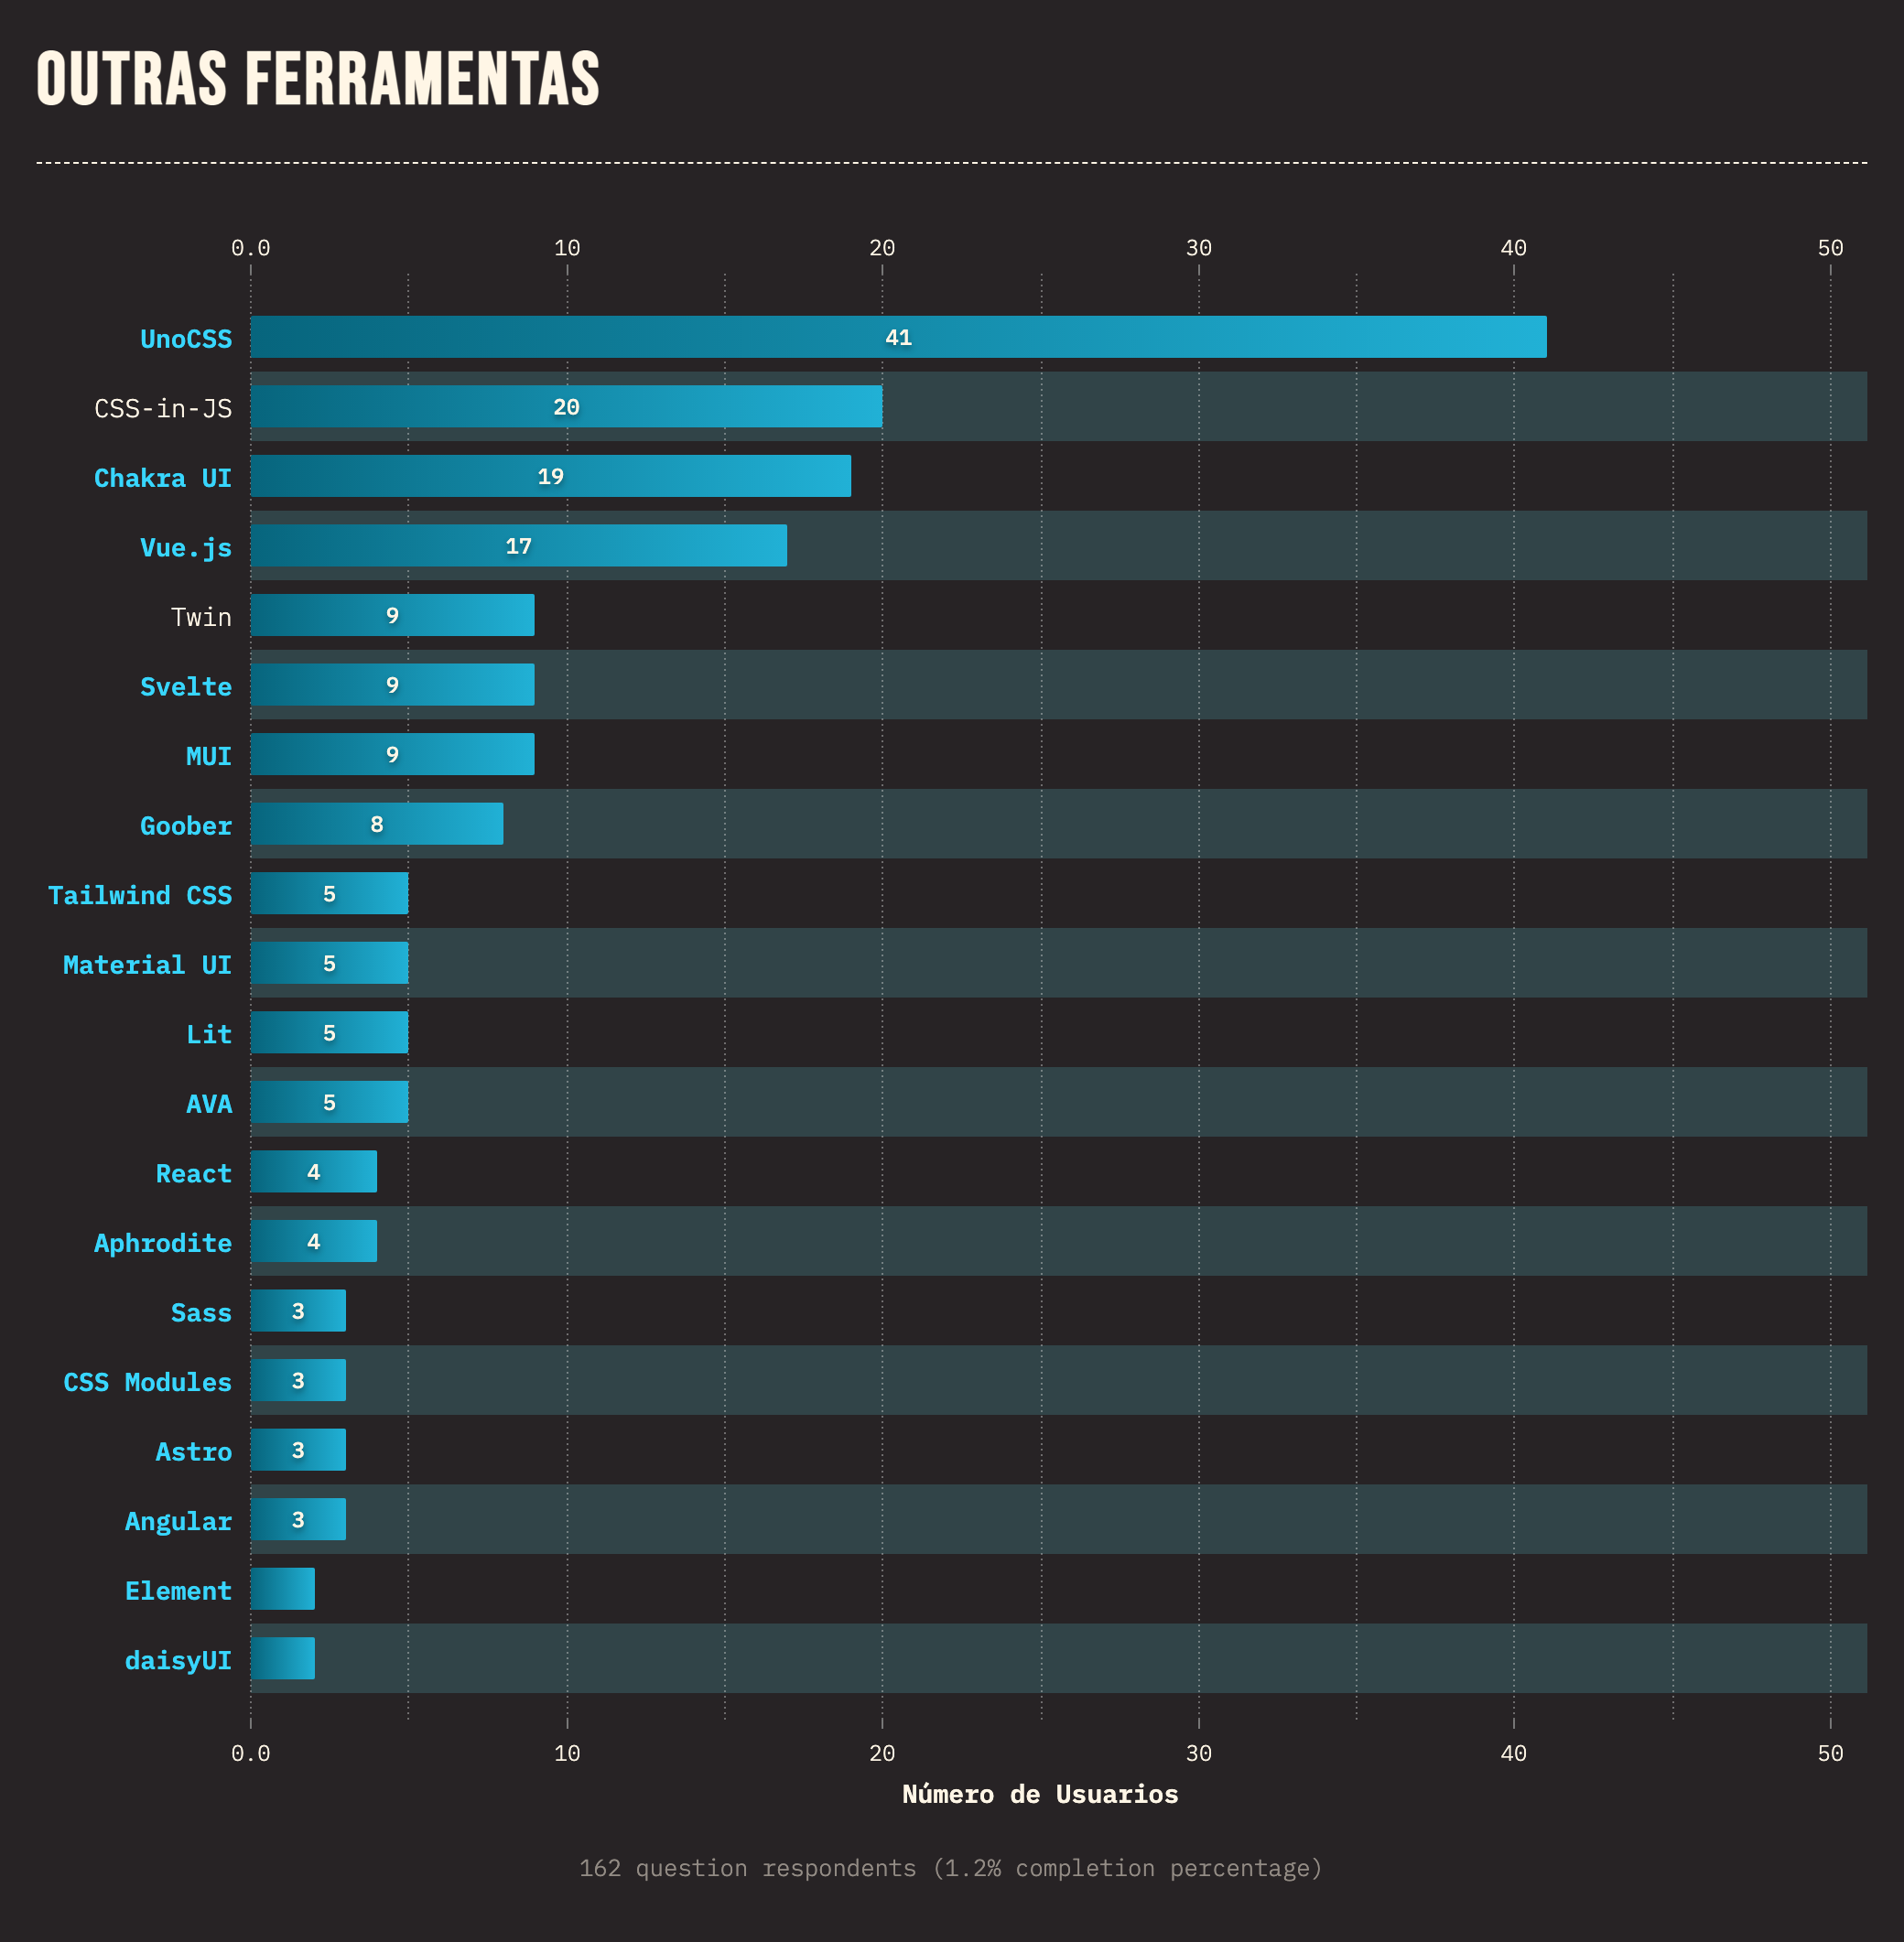 OUTRAS FERRAMENTAS
0.0 10 20 30 40 50
UnoCSS 41
CSS-in-JS 20
Chakra UI 19
Vue.js 17
Twin 9
Svelte 9
MUI 9
Goober 8
Tailwind CSS 5
Material UI 5
Lit 5
AVA 5
React 4
Aphrodite 4
Sass 3
CSS Modules 3
Astro 3
Angular 3
Element
daisyUI
0.0 10 20 30 40 50
Número de Usuarios
162 question respondents (1.2% completion percentage)